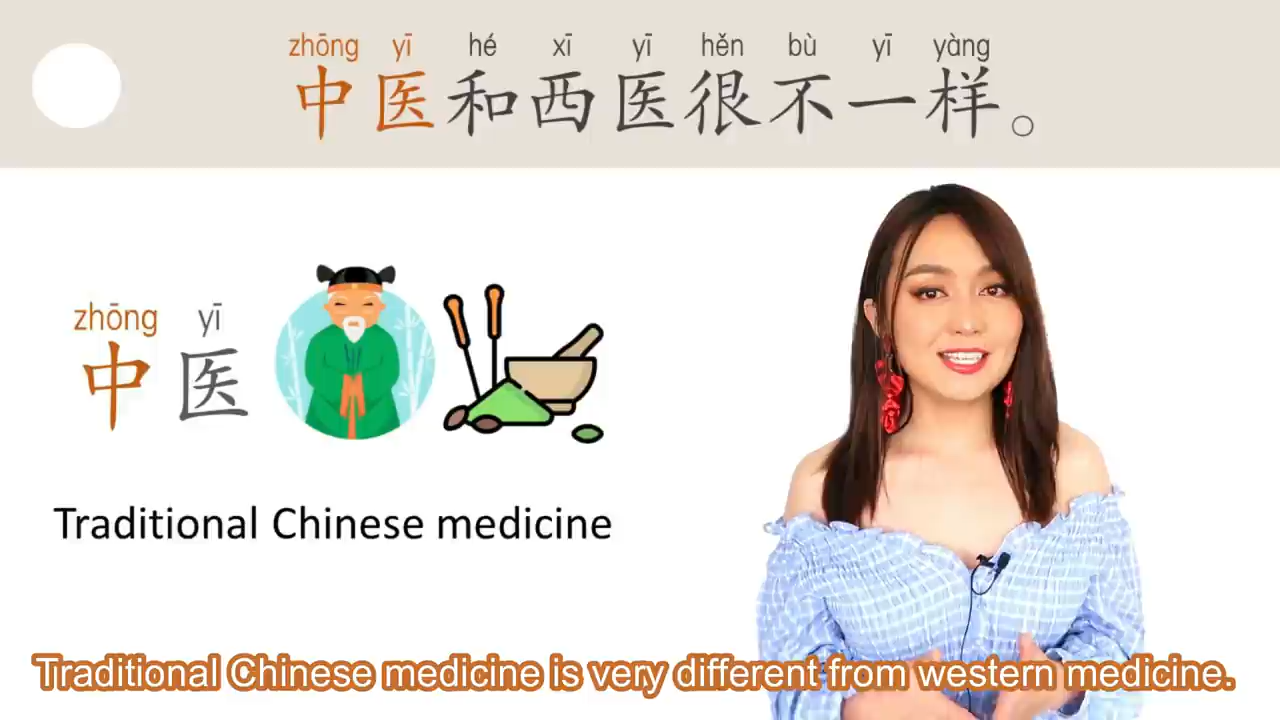 zhōng yī hé xī yī hěn bù yī yàng
中医和西医很不一样。
zhōng yī
中医
Traditional Chinese medicine
Traditional Chinese medicine is very different from western medicine.